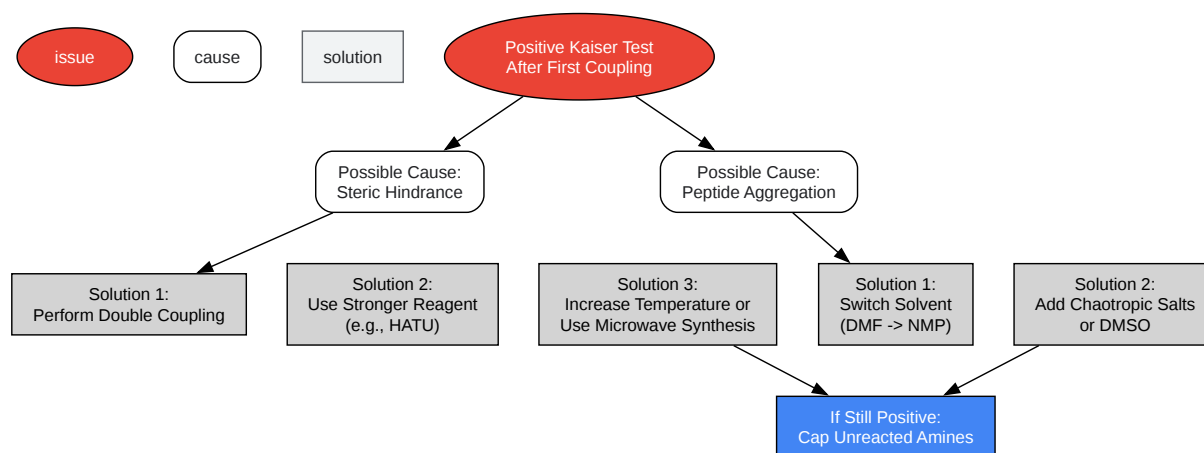 issue
cause
solution
Positive Kaiser Test
After First Coupling
Possible Cause:
Steric Hindrance
Possible Cause:
Peptide Aggregation
Solution 1:
Perform Double Coupling
Solution 2:
Use Stronger Reagent
(e.g., HATU)
Solution 3:
Increase Temperature or
Use Microwave Synthesis
Solution 1:
Switch Solvent
(DMF -> NMP)
Solution 2:
Add Chaotropic Salts
or DMSO
If Still Positive:
Cap Unreacted Amines